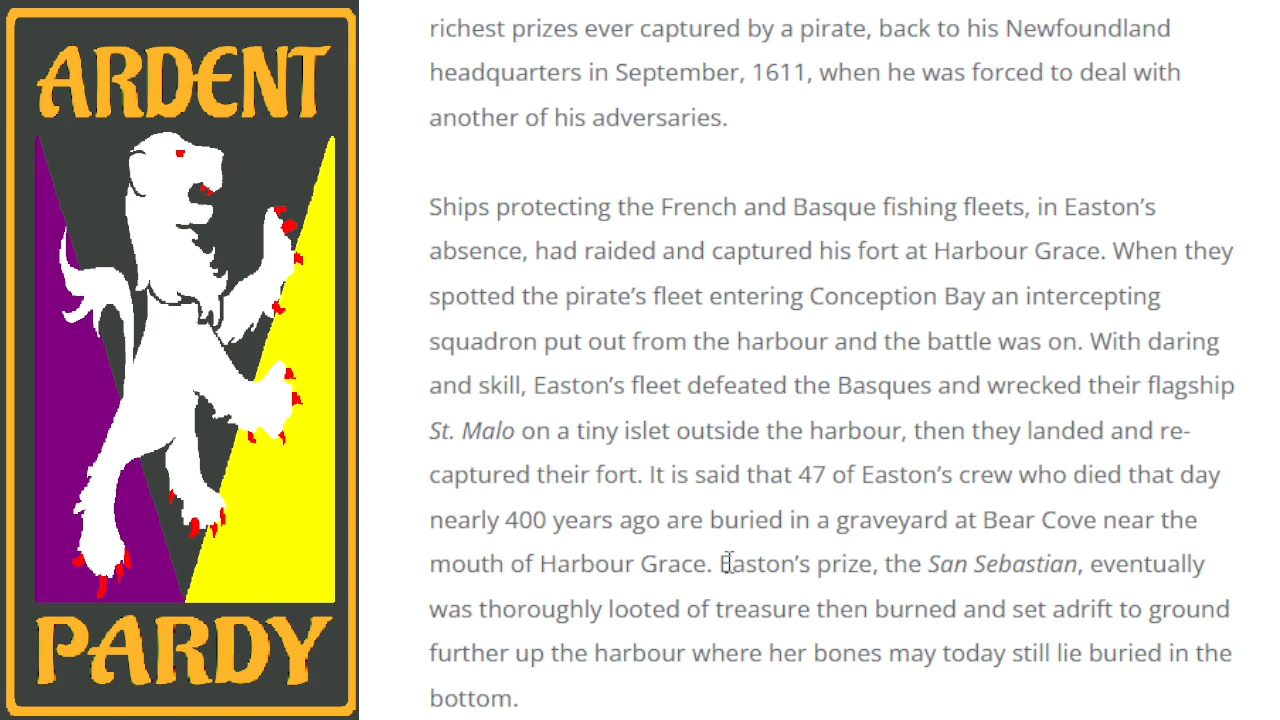 ARDENT
PARDY
richest prizes ever captured by a pirate, back to his Newfoundland
headquarters in September, 1611, when he was forced to deal with
another of his adversaries.
Ships protecting the French and Basque fishing fleets, in Easton's
absence, had raided and captured his fort at Harbour Grace. When they
spotted the pirate's fleet entering Conception Bay an intercepting
squadron put out from the harbour and the battle was on. With daring
and skill, Easton's fleet defeated the Basques and wrecked their flagship
St. Malo on a tiny islet outside the harbour, then they landed and re-
captured their fort. It is said that 47 of Easton's crew who died that day
nearly 400 years ago are buried in a graveyard at Bear Cove near the
mouth of Harbour Grace. Easton's prize, the San Sebastian, eventually
was thoroughly looted of treasure then burned and set adrift to ground
further up the harbour where her bones may today still lie buried in the
bottom.